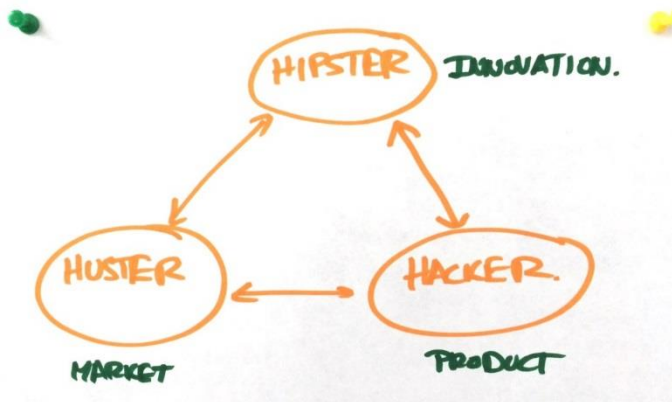 HIPSTER
INNOVATION.
HUSTER
HACKER.
MARKET
PRODUCT